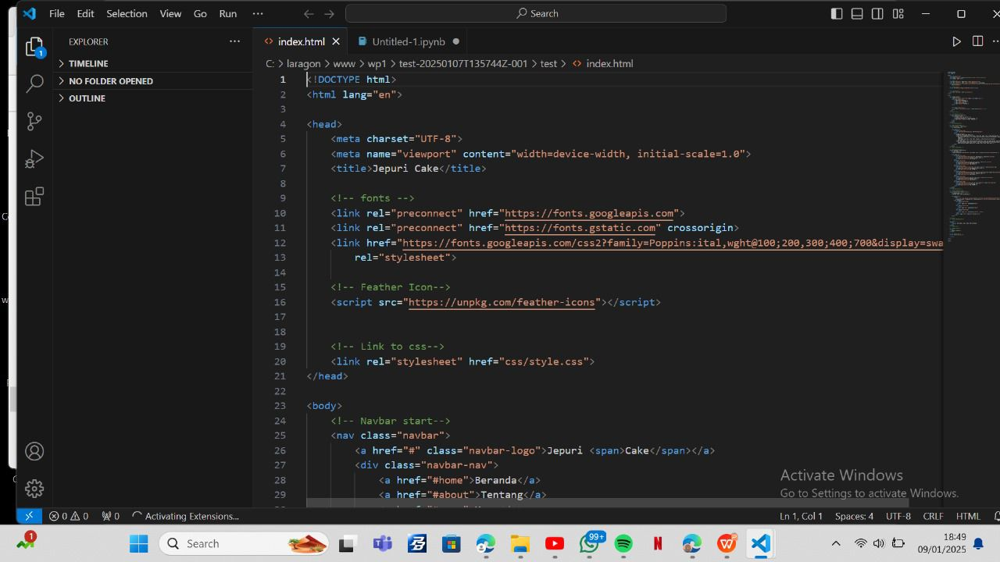 File Edit Selection View Go Run ··· Search
EXPLORER ···
TIMELINE
NO FOLDER OPENED
OUTLINE
1
index.html Untitled-1.ipynb
C: > laragon > www > wp1 > test-20250107T135744Z-001 > test > index.html
1 <!DOCTYPE html>
2 <html lang="en">
3
4 <head>
5 <meta charset="UTF-8">
6 <meta name="viewport" content="width=device-width, initial-scale=1.0">
7 <title>Jepuri Cake</title>
8
9 <!-- fonts -->
10 <link rel="preconnect" href="https://fonts.googleapis.com">
11 <link rel="preconnect" href="https://fonts.gstatic.com" crossorigin
12 <link href="https://fonts.googleapis.com/css2?family=Poppins:ital,wght@100;200,300;400;700&display=swa
13 rel="stylesheet">
14
15 <!-- Feather Icon-->
16 <script src="https://unpkg.com/feather-icons"></script>
17
18
19 <!-- Link to css-->
20 <link rel="stylesheet" href="css/style.css">
21 </head>
22
23 <body>
24 <!-- Navbar start-->
25 <nav class="navbar">
26 <a href="#" class="navbar-logo">Jepuri <span>Cake</span></a>
27 <div class="navbar-nav">
28 <a href="#home">Beranda</a>
29 <a href="#about">Tentang</a>
Activate Windows
Go to Settings to activate Windows.
0 0 0 Activating Extensions... Ln 1, Col 1 Spaces: 4 UTF-8 CRLF HTML
1 Search 99+ 18:49
09/01/2025